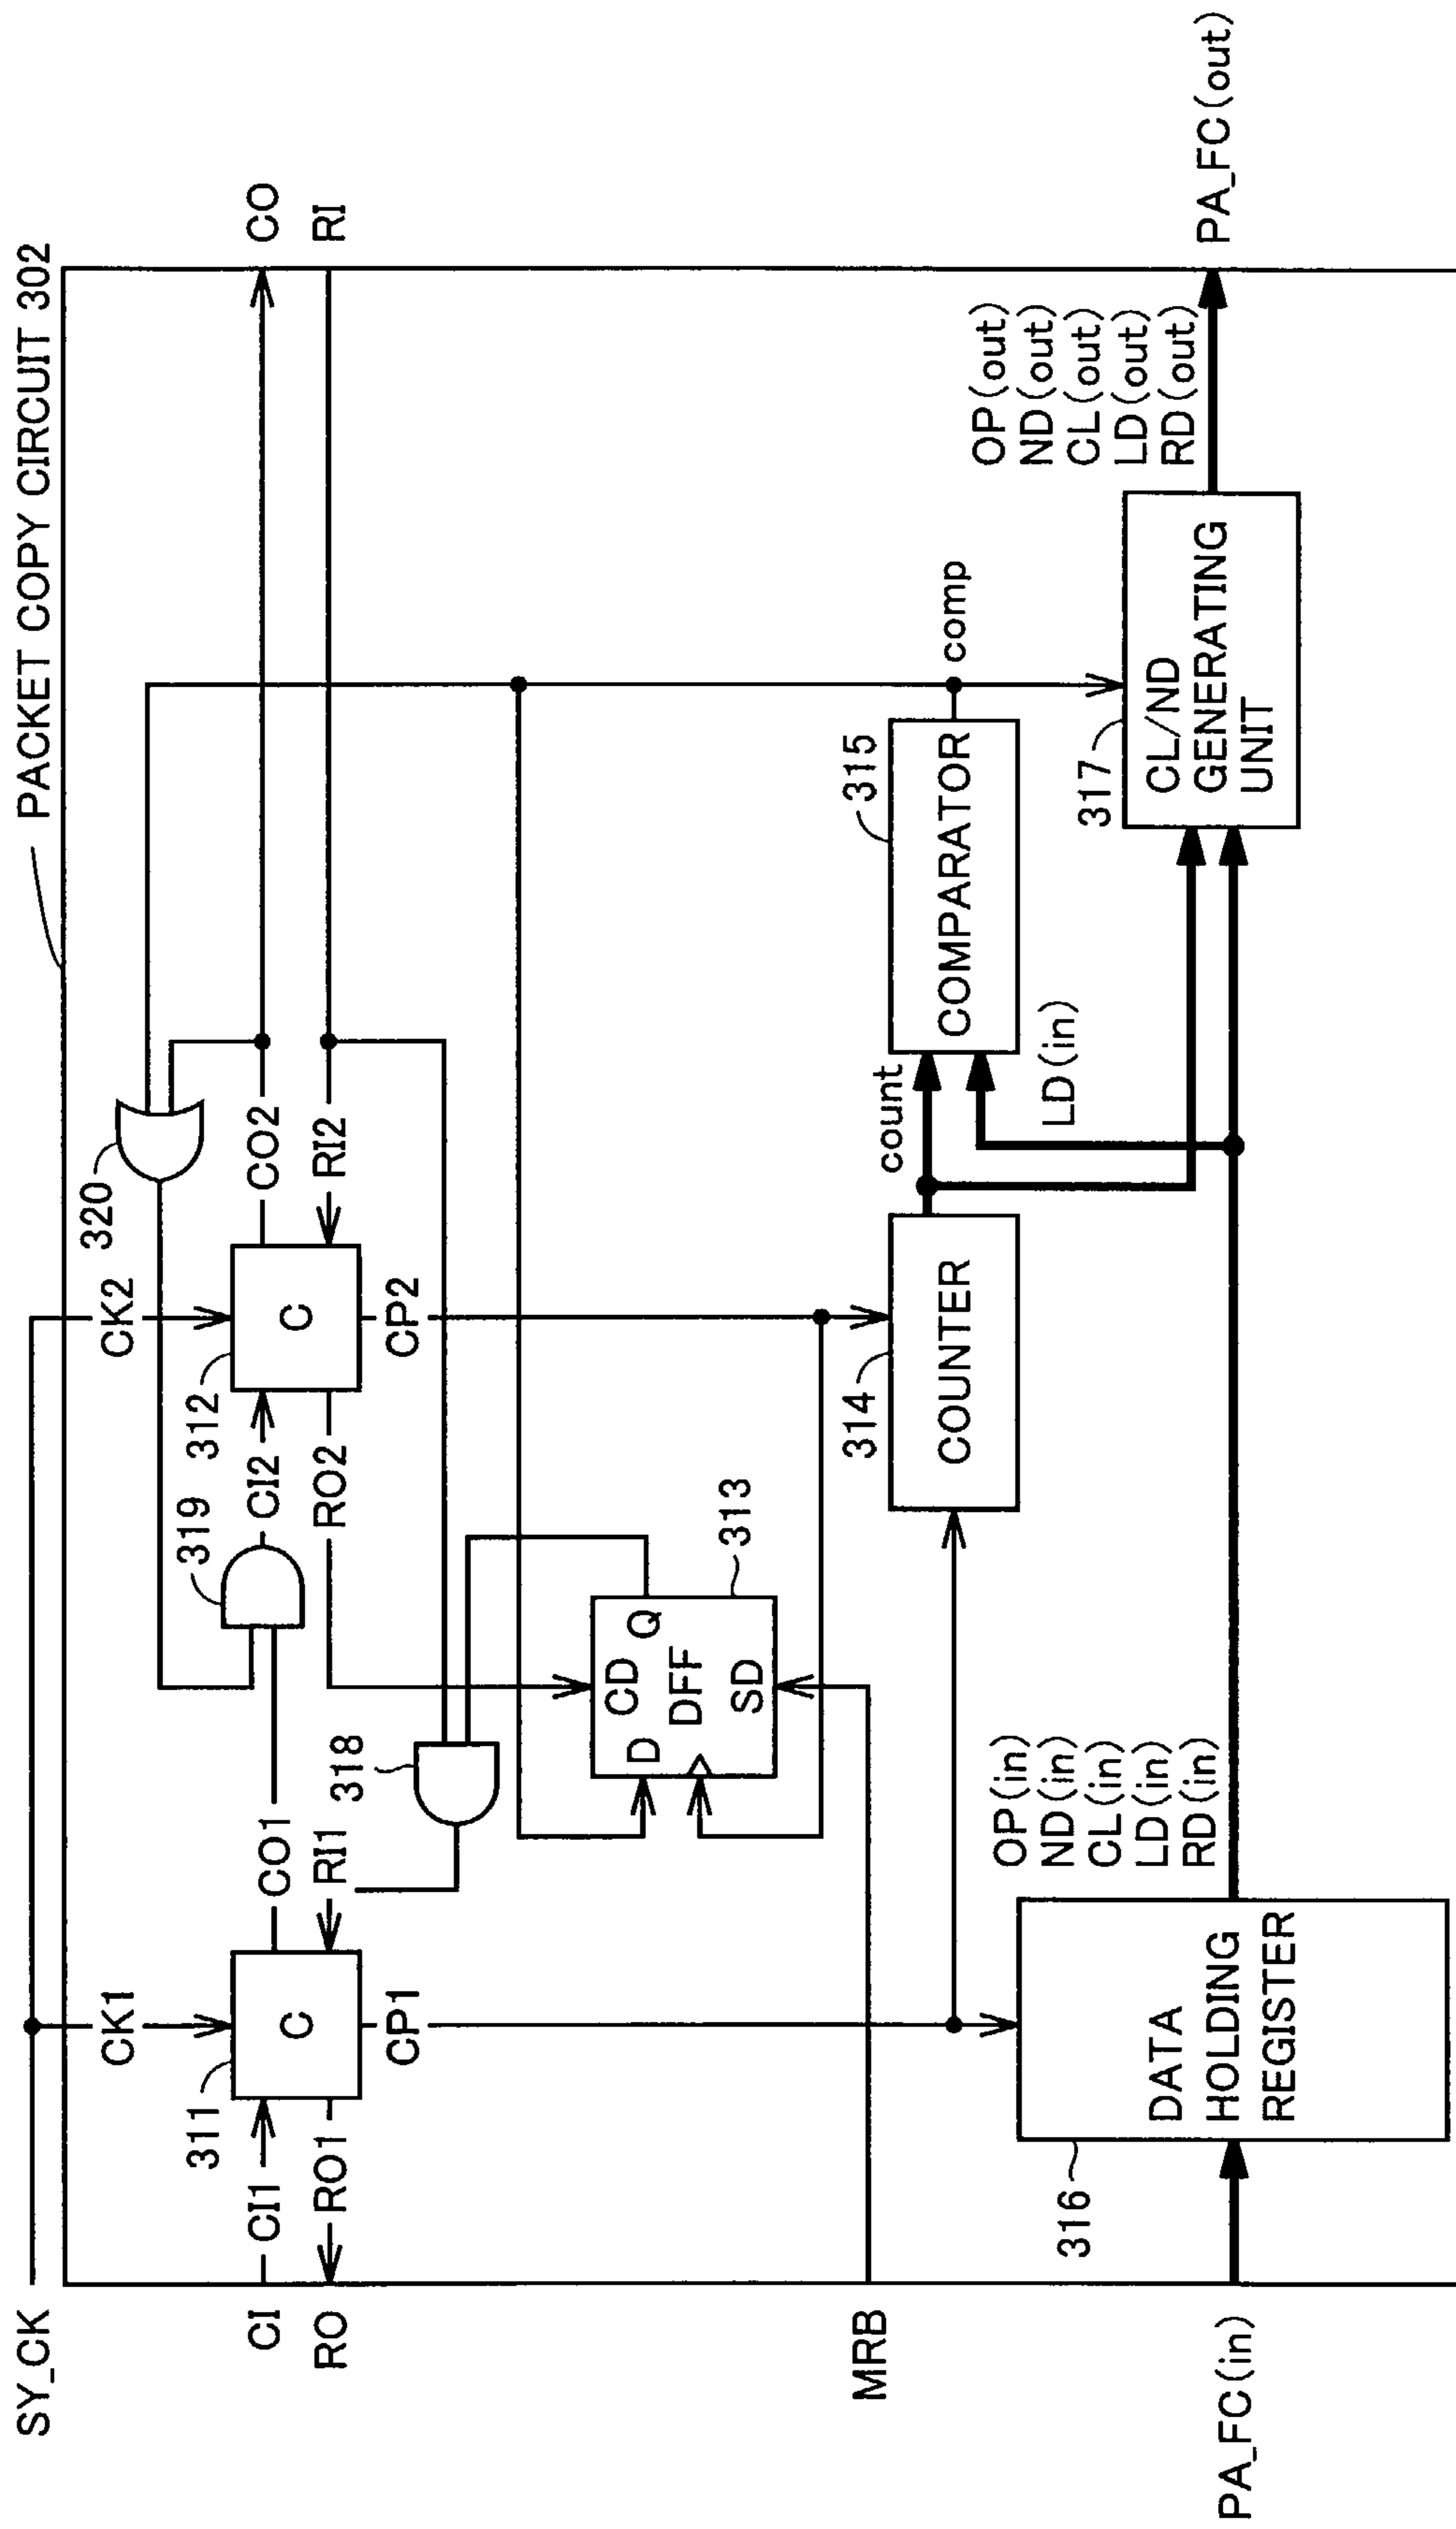 PACKET COPY CIRCUIT 302
SY_CK
CK1
CK2
CI
CI1
311
C
CO1
319
CI2
312
C
CO2
320
CO
RO
RO1
RI1
RO2
RI2
RI
CP1
318
CP2
D
CD
Q
DFF
SD
313
MRB
314
COUNTER
count
315
COMPARATOR
comp
LD(in)
PA_FC(in)
316
DATA
HOLDING
REGISTER
OP(in)
ND(in)
CL(in)
LD(in)
RD(in)
317
CL/ND
GENERATING
UNIT
OP(out)
ND(out)
CL(out)
LD(out)
RD(out)
PA_FC(out)